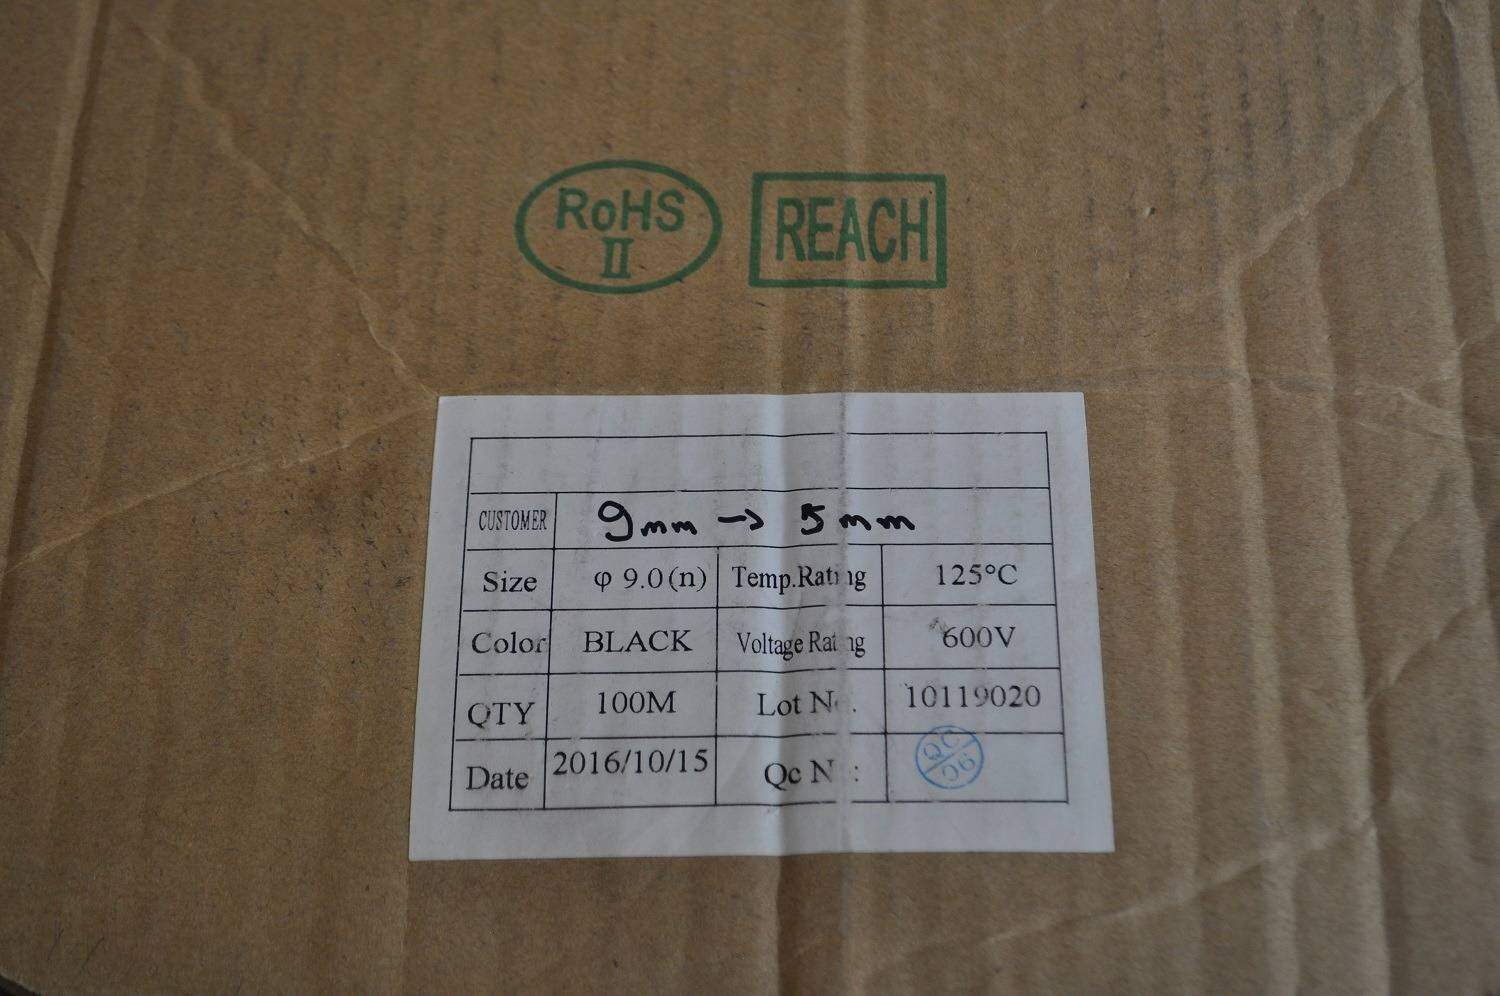 RoHS
II
REACH
CUSTOMER 9mm → 5mm
Size φ 9.0(n) Temp.Rating 125°C
Color BLACK Voltage Rating 600V
QTY 100M Lot No. 10119020
Date 2016/10/15 Qc N :
QC
06